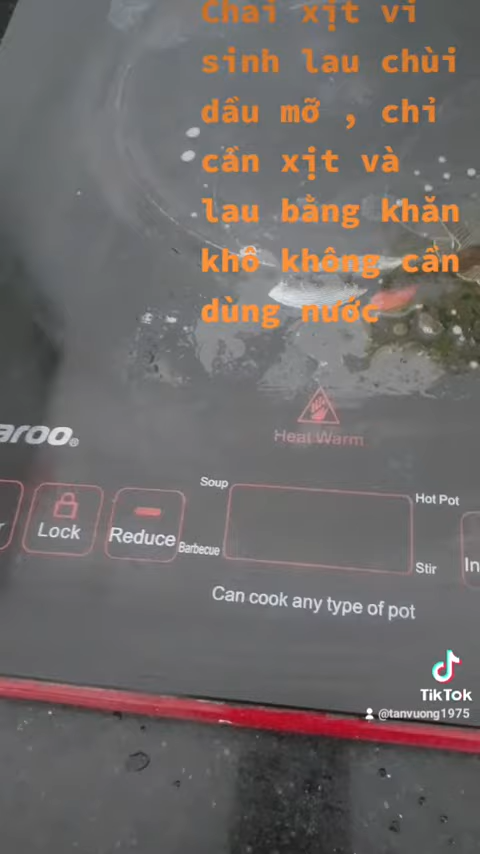 Chai xịt vi
sinh lau chùi
dầu mỡ , chỉ
cần xịt và
lau bằng khăn
khô không cần
dùng nước
Heat Warm
aroo®
Soup
Hot Pot
Lock
Reduce
Barbecue
Stir
In
Can cook any type of pot
TikTok
@tanvuong1975